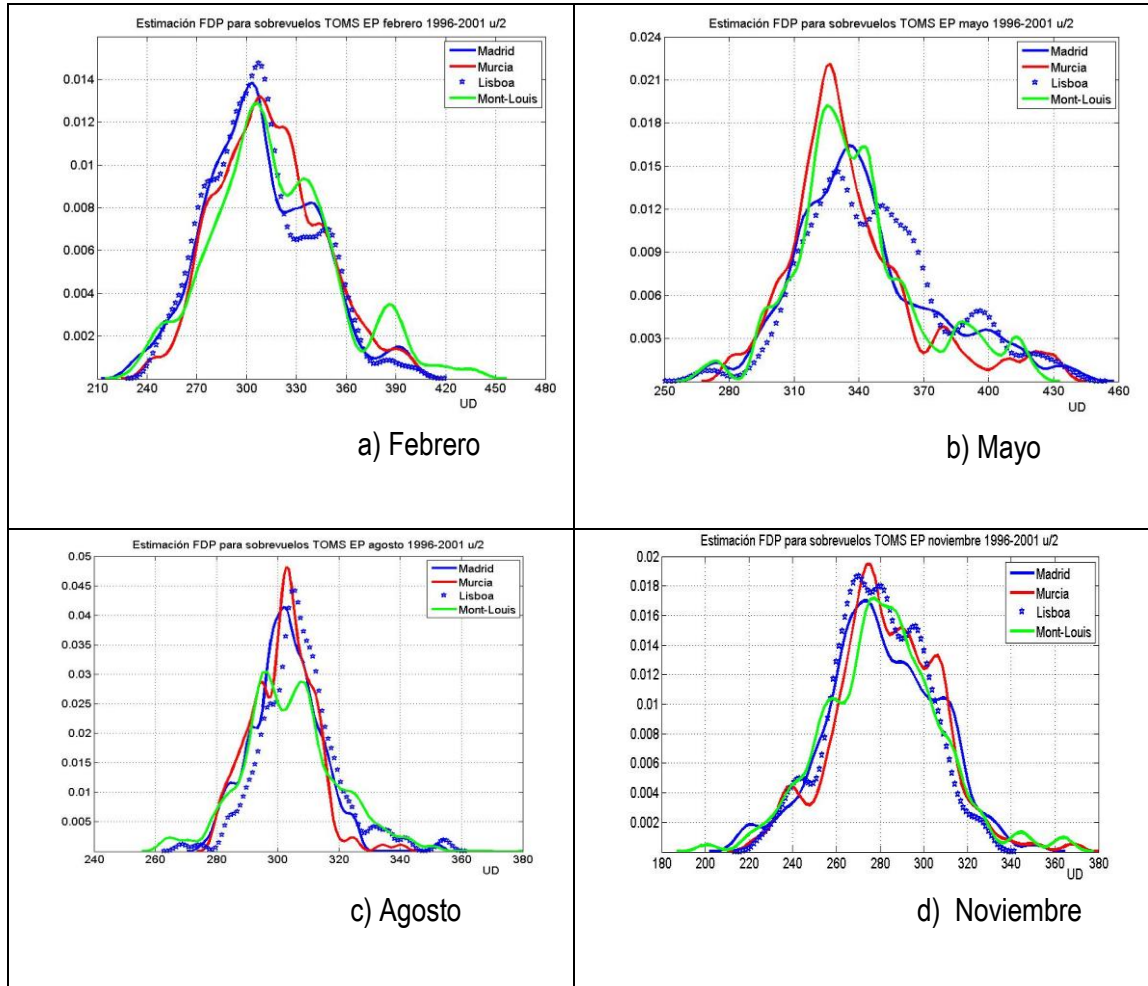 Estimación FDP para sobrevuelos TOMS EP febrero 1996-2001 u/2
Madrid
Murcia
Lisboa
Mont-Louis
0.014
0.012
0.01
0.008
0.006
0.004
0.002
210 240 270 300 330 360 390 420 450 480
UD
a) Febrero
Estimación FDP para sobrevuelos TOMS EP mayo 1996-2001 u/2
Madrid
Murcia
Lisboa
Mont-Louis
0.024
0.021
0.018
0.015
0.012
0.009
0.006
0.003
250 280 310 340 370 400 430 460
UD
b) Mayo
Estimación FDP para sobrevuelos TOMS EP agosto 1996-2001 u/2
Madrid
Murcia
Lisboa
Mont-Louis
0.05
0.045
0.04
0.035
0.03
0.025
0.02
0.015
0.01
0.005
240 260 280 300 320 340 360 380
UD
c) Agosto
Estimación FDP para sobrevuelos TOMS EP noviembre 1996-2001 u/2
Madrid
Murcia
Lisboa
Mont-Louis
0.02
0.018
0.016
0.014
0.012
0.01
0.008
0.006
0.004
0.002
180 200 220 240 260 280 300 320 340 360 380
UD
d) Noviembre